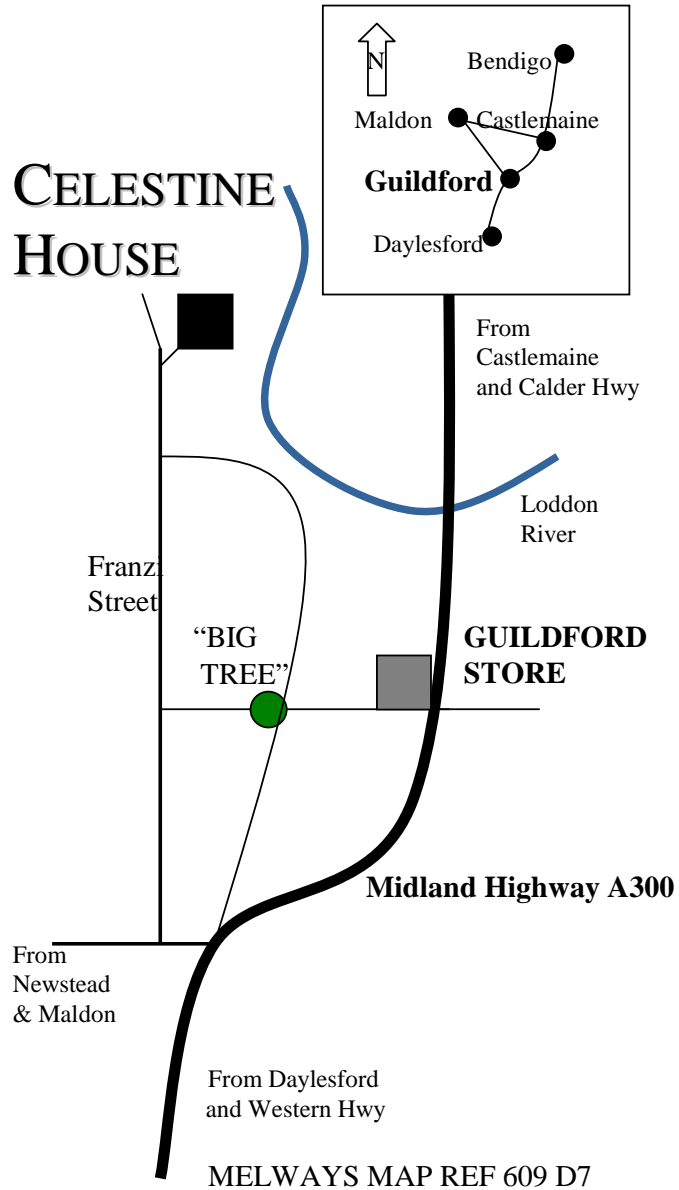 N
Bendigo
Maldon
Castlemaine
Guildford
Daylesford
CELESTINE
HOUSE
From
Castlemaine
and Calder Hwy
Loddon
River
Franzi
Street
“BIG
TREE”
GUILDFORD
STORE
Midland Highway A300
From
Newstead
& Maldon
From Daylesford
and Western Hwy
MELWAYS MAP REF 609 D7